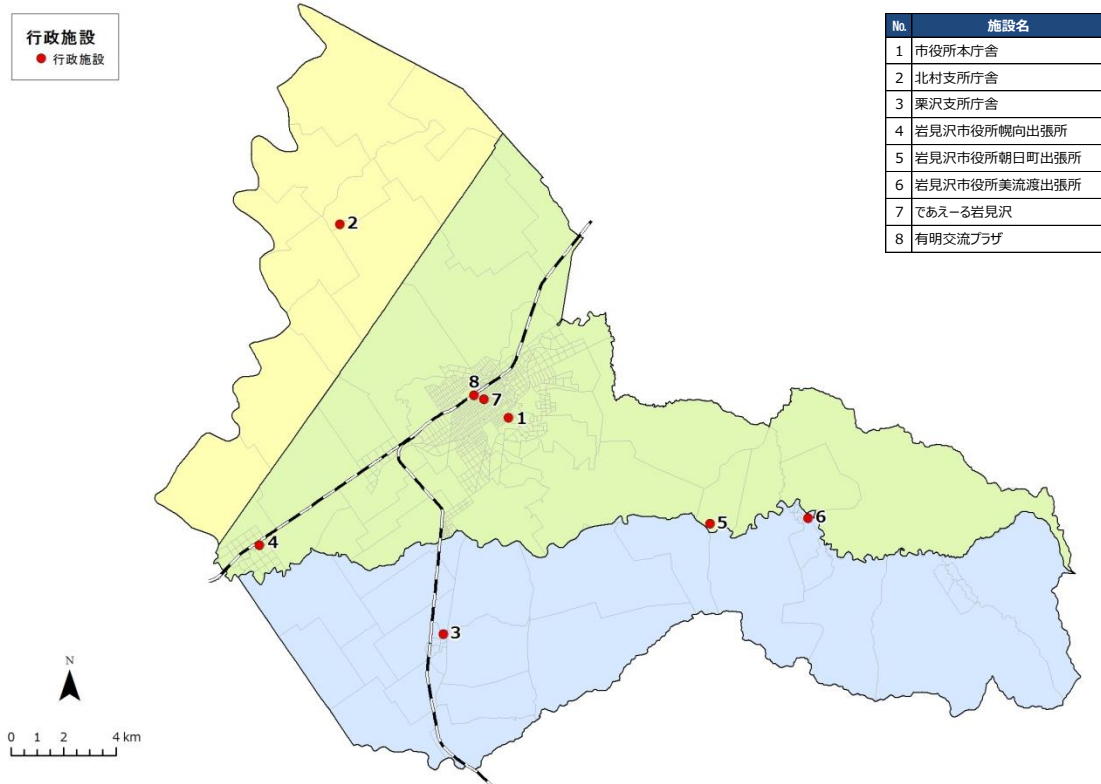 行政施設
行政施設
No. 施設名
1 市役所本庁舎
2 北村支所庁舎
3 栗沢支所庁舎
4 岩見沢市役所幌向出張所
5 岩見沢市役所朝日町出張所
6 岩見沢市役所美流渡出張所
7 であえーる岩見沢
8 有明交流プラザ
2
8
7
1
5
6
4
3
N
0 1 2 4 km